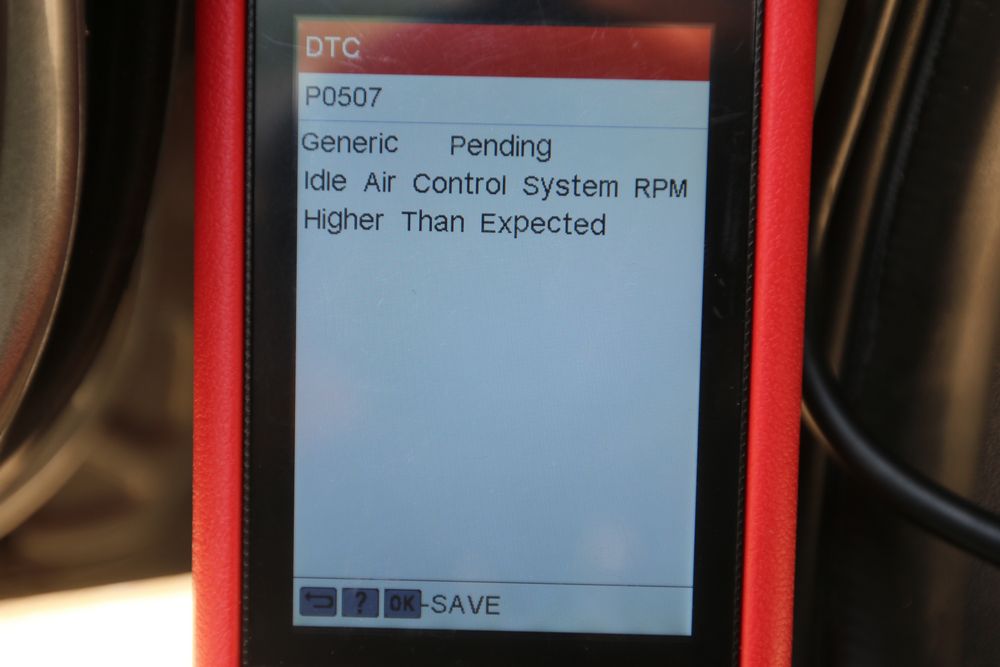 DTC
P0507
Generic Pending
Idle Air Control System RPM
Higher Than Expected
? OK-SAVE